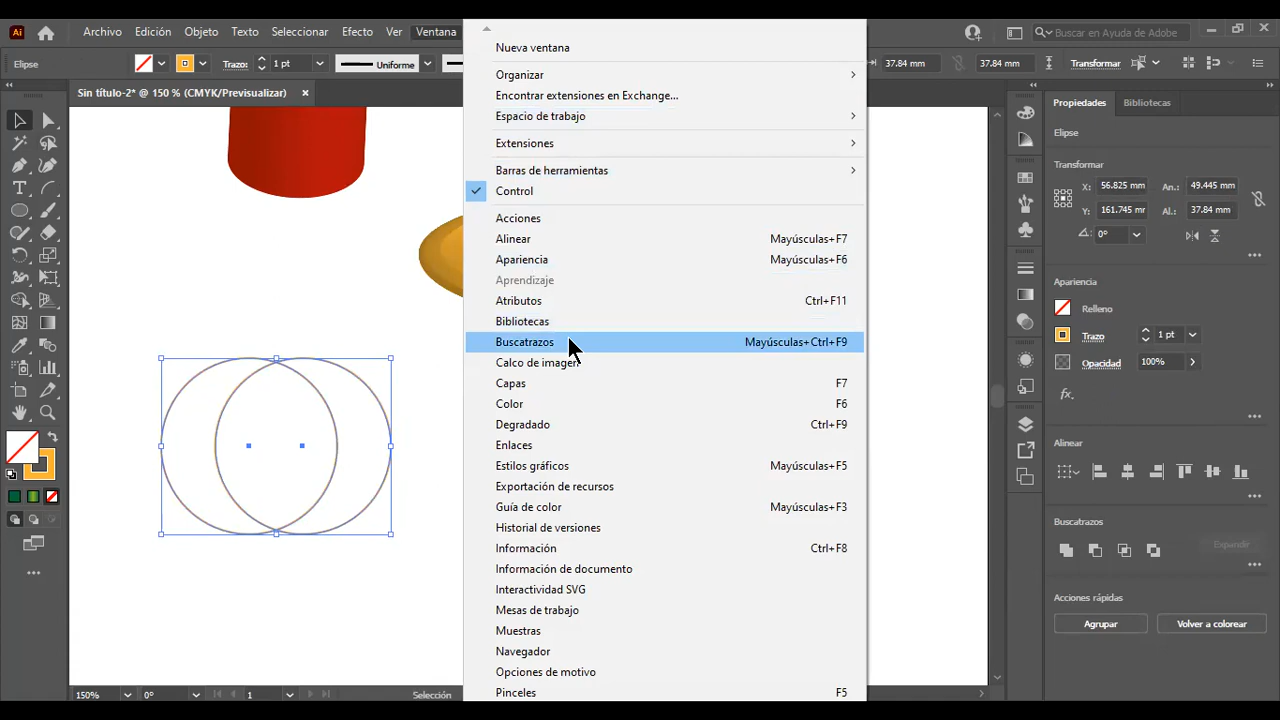 Ai
Archivo Edición Objeto Texto Seleccionar Efecto Ver Ventana
Buscar en Ayuda de Adobe
Elipse Trazo: 1 pt Uniforme
37.84 mm 37.84 mm Transformar
Sin título-2* @ 150 % (CMYK/Previsualizar)
Nueva ventana
Organizar
Encontrar extensiones en Exchange...
Espacio de trabajo
Extensiones
Barras de herramientas
Control
Acciones
Alinear Mayúsculas+F7
Apariencia Mayúsculas+F6
Aprendizaje
Atributos Ctrl+F11
Bibliotecas
Buscatrazos Mayúsculas+Ctrl+F9
Calco de imagen
Capas F7
Color F6
Degradado Ctrl+F9
Enlaces
Estilos gráficos Mayúsculas+F5
Exportación de recursos
Guía de color Mayúsculas+F3
Historial de versiones
Información Ctrl+F8
Información de documento
Interactividad SVG
Mesas de trabajo
Muestras
Navegador
Opciones de motivo
Pinceles F5
Propiedades Bibliotecas
Elipse
Transformar
X: 56.825 mm An.: 49.445 mm
Y: 161.745 mm Al.: 37.84 mm
0°
Apariencia
Relleno
Trazo 1 pt
Opacidad 100%
fx.
Alinear
Buscatrazos
Expandir
Acciones rápidas
Agrupar Volver a colorear
150% 0° 1 Selección